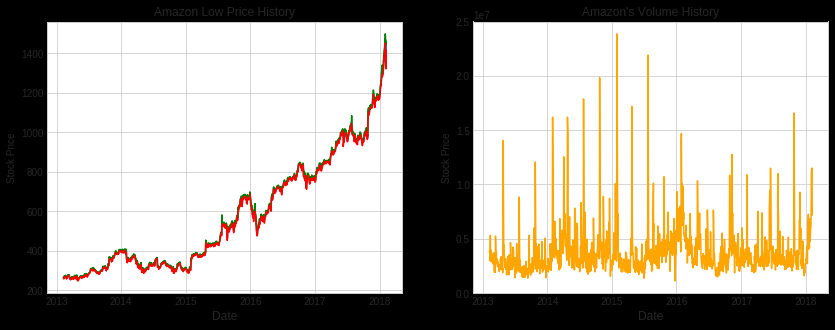 Amazon Low Price History
Stock Price
1400
1200
1000
800
600
400
200
2013 2014 2015 2016 2017 2018
Date
Amazon's Volume History
1e7
Stock Price
2.5
2.0
1.5
1.0
0.5
0.0
2013 2014 2015 2016 2017 2018
Date